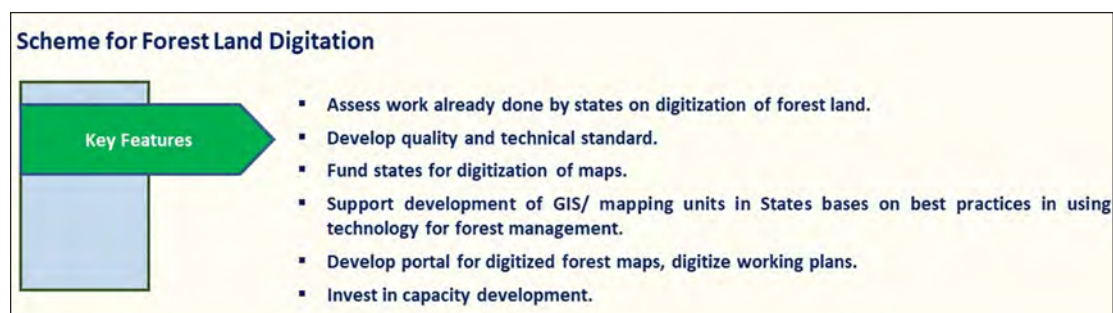 Scheme for Forest Land Digitation
Key Features
▪ Assess work already done by states on digitization of forest land.
▪ Develop quality and technical standard.
▪ Fund states for digitization of maps.
▪ Support development of GIS/ mapping units in States bases on best practices in using
technology for forest management.
▪ Develop portal for digitized forest maps, digitize working plans.
▪ Invest in capacity development.